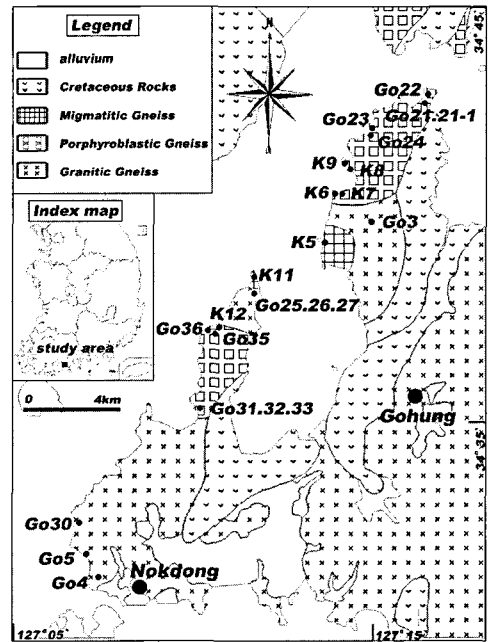 Legend
alluvium
Cretaceous Rocks
Migmatitic Gneiss
Porphyroblastic Gneiss
Granitic Gneiss
Index map
study area
0 4km
N
34° 45'
Go22
Go21.21-1
Go23
Go24
K9
K8
K6
K7
Go3
K5
K11
Go25.26.27
K12
Go36
Go35
Go31.32.33
Gohung
34° 35'
Go30
Go5
Go4
Nokdong
127° 05'
127° 15'